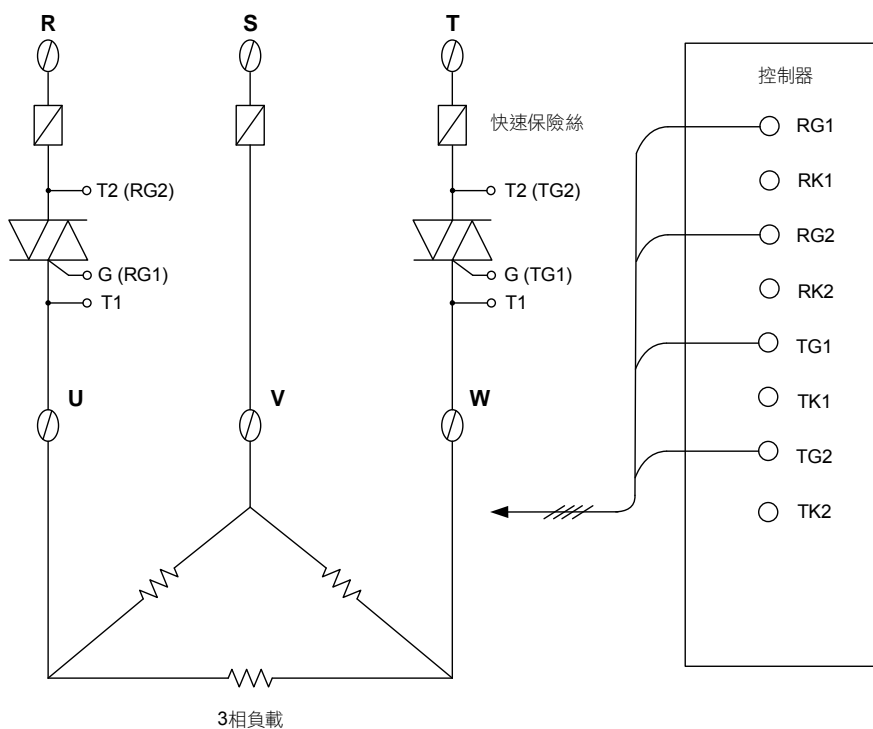 R
S
T
控制器
快速保險絲
RG1
RK1
T2 (RG2)
T2 (TG2)
RG2
G (RG1)
G (TG1)
RK2
T1
T1
TG1
U
V
W
TK1
TG2
TK2
3相負載